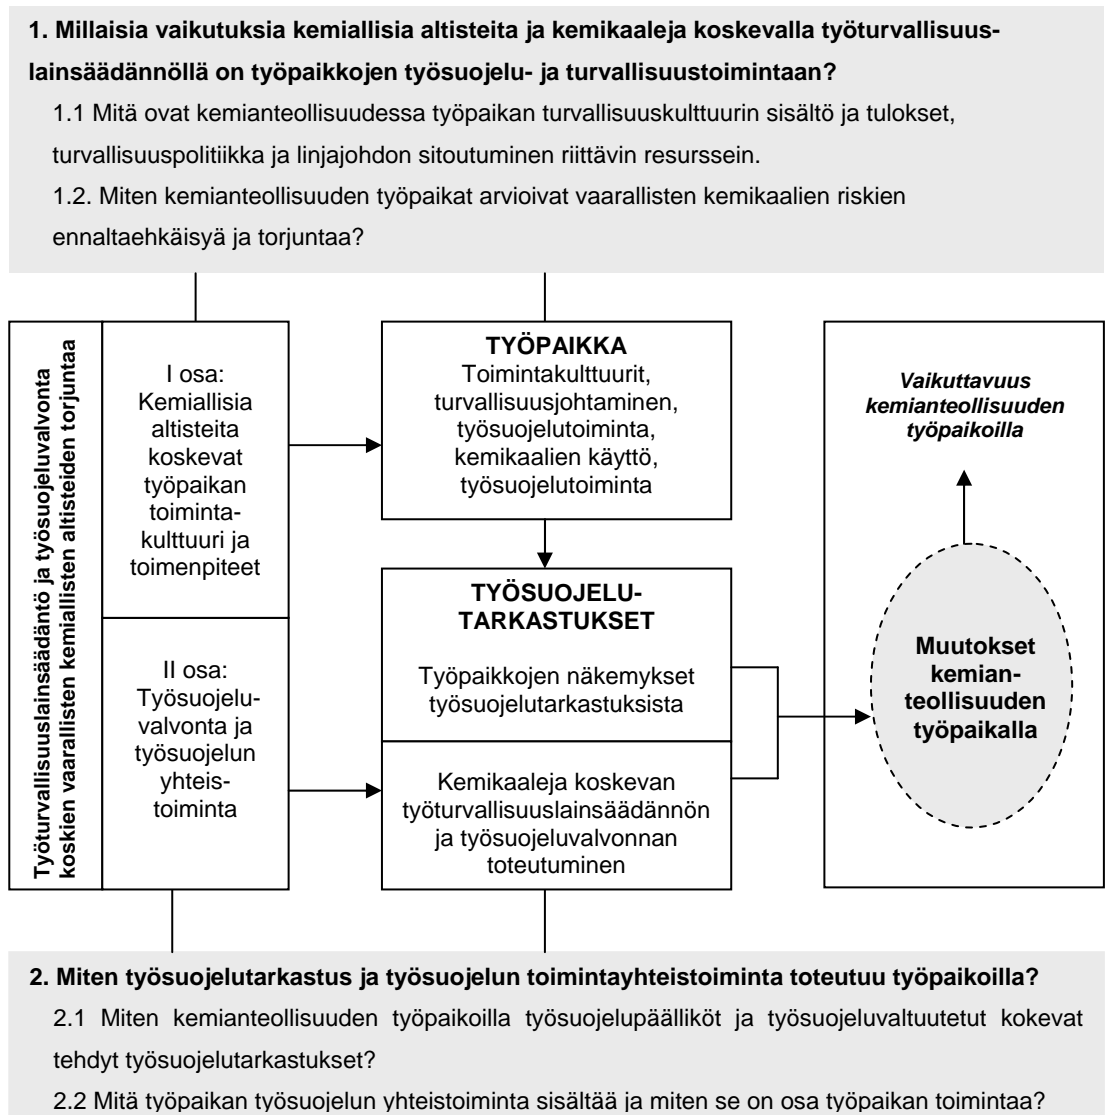 1. Millaisia vaikutuksia kemiallisia altisteita ja kemikaaleja koskevalla työturvallisuus-
lainsäädännöllä on työpaikkojen työsuojelu- ja turvallisuustoimintaan?
1.1 Mitä ovat kemianteollisuudessa työpaikan turvallisuuskulttuurin sisältö ja tulokset,
turvallisuuspolitiikka ja linjajohdon sitoutuminen riittävin resurssein.
1.2. Miten kemianteollisuuden työpaikat arvioivat vaarallisten kemikaalien riskien
ennaltaehkäisyä ja torjuntaa?
Työturvallisuuslainsäädäntö ja työsuojeluvalvonta
koskien vaarallisten kemiallisten altisteiden torjuntaa
I osa:
Kemiallisia
altisteita
koskevat
työpaikan
toiminta-
kulttuuri ja
toimenpiteet
II osa:
Työsuojelu-
valvonta ja
työsuojelun
yhteis-
toiminta
TYÖPAIKKA
Toimintakulttuurit,
turvallisuusjohtaminen,
työsuojelutoiminta,
kemikaalien käyttö,
työsuojelutoiminta
TYÖSUOJELU-
TARKASTUKSET
Työpaikkojen näkemykset
työsuojelutarkastuksista
Kemikaaleja koskevan
työturvallisuuslainsäädännön
ja työsuojeluvalvonnan
toteutuminen
Vaikuttavuus
kemianteollisuuden
työpaikoilla
Muutokset
kemian-
teollisuuden
työpaikalla
2. Miten työsuojelutarkastus ja työsuojelun toimintayhteistoiminta toteutuu työpaikoilla?
2.1 Miten kemianteollisuuden työpaikoilla työsuojelupäälliköt ja työsuojeluvaltuutetut kokevat
tehdyt työsuojelutarkastukset?
2.2 Mitä työpaikan työsuojelun yhteistoiminta sisältää ja miten se on osa työpaikan toimintaa?